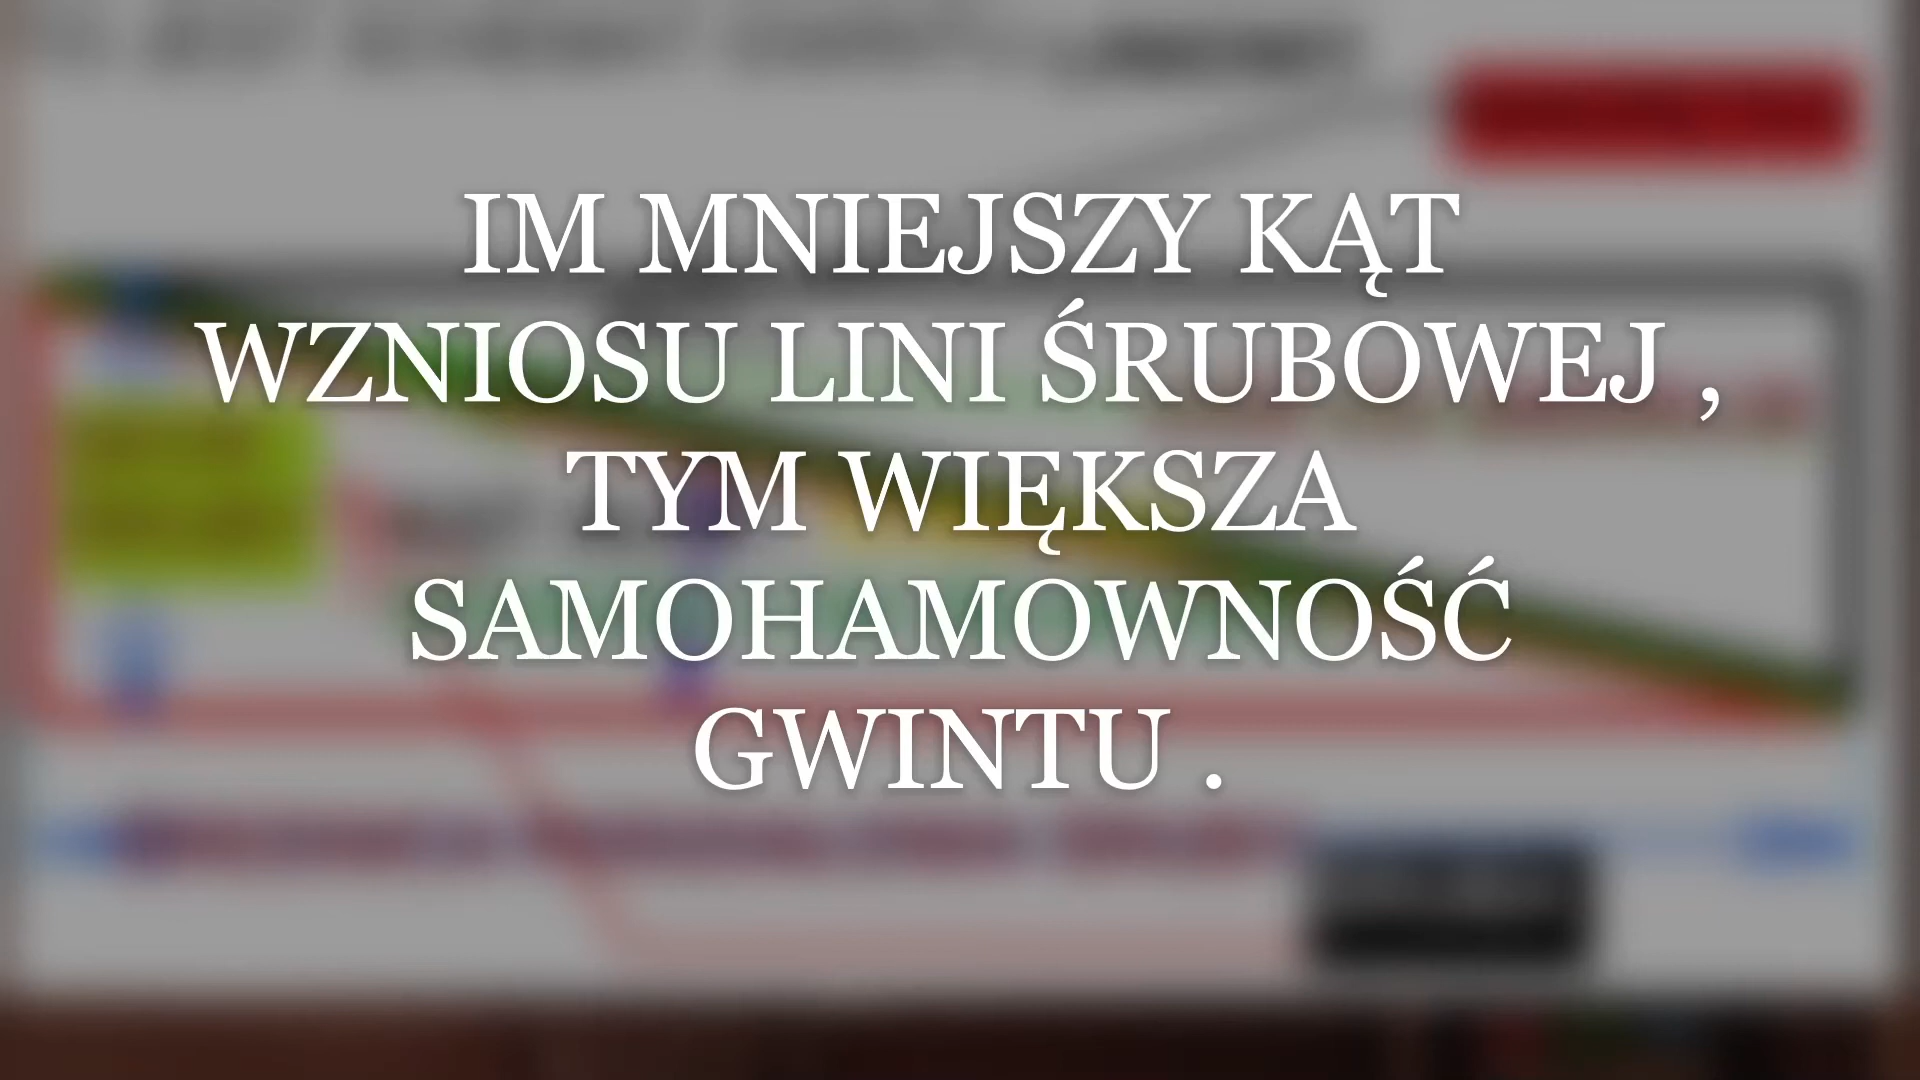 IM MNIEJSZY KĄT
WZNIOSU LINI ŚRUBOWEJ ,
TYM WIĘKSZA
SAMOHAMOWNOŚĆ
GWINTU .